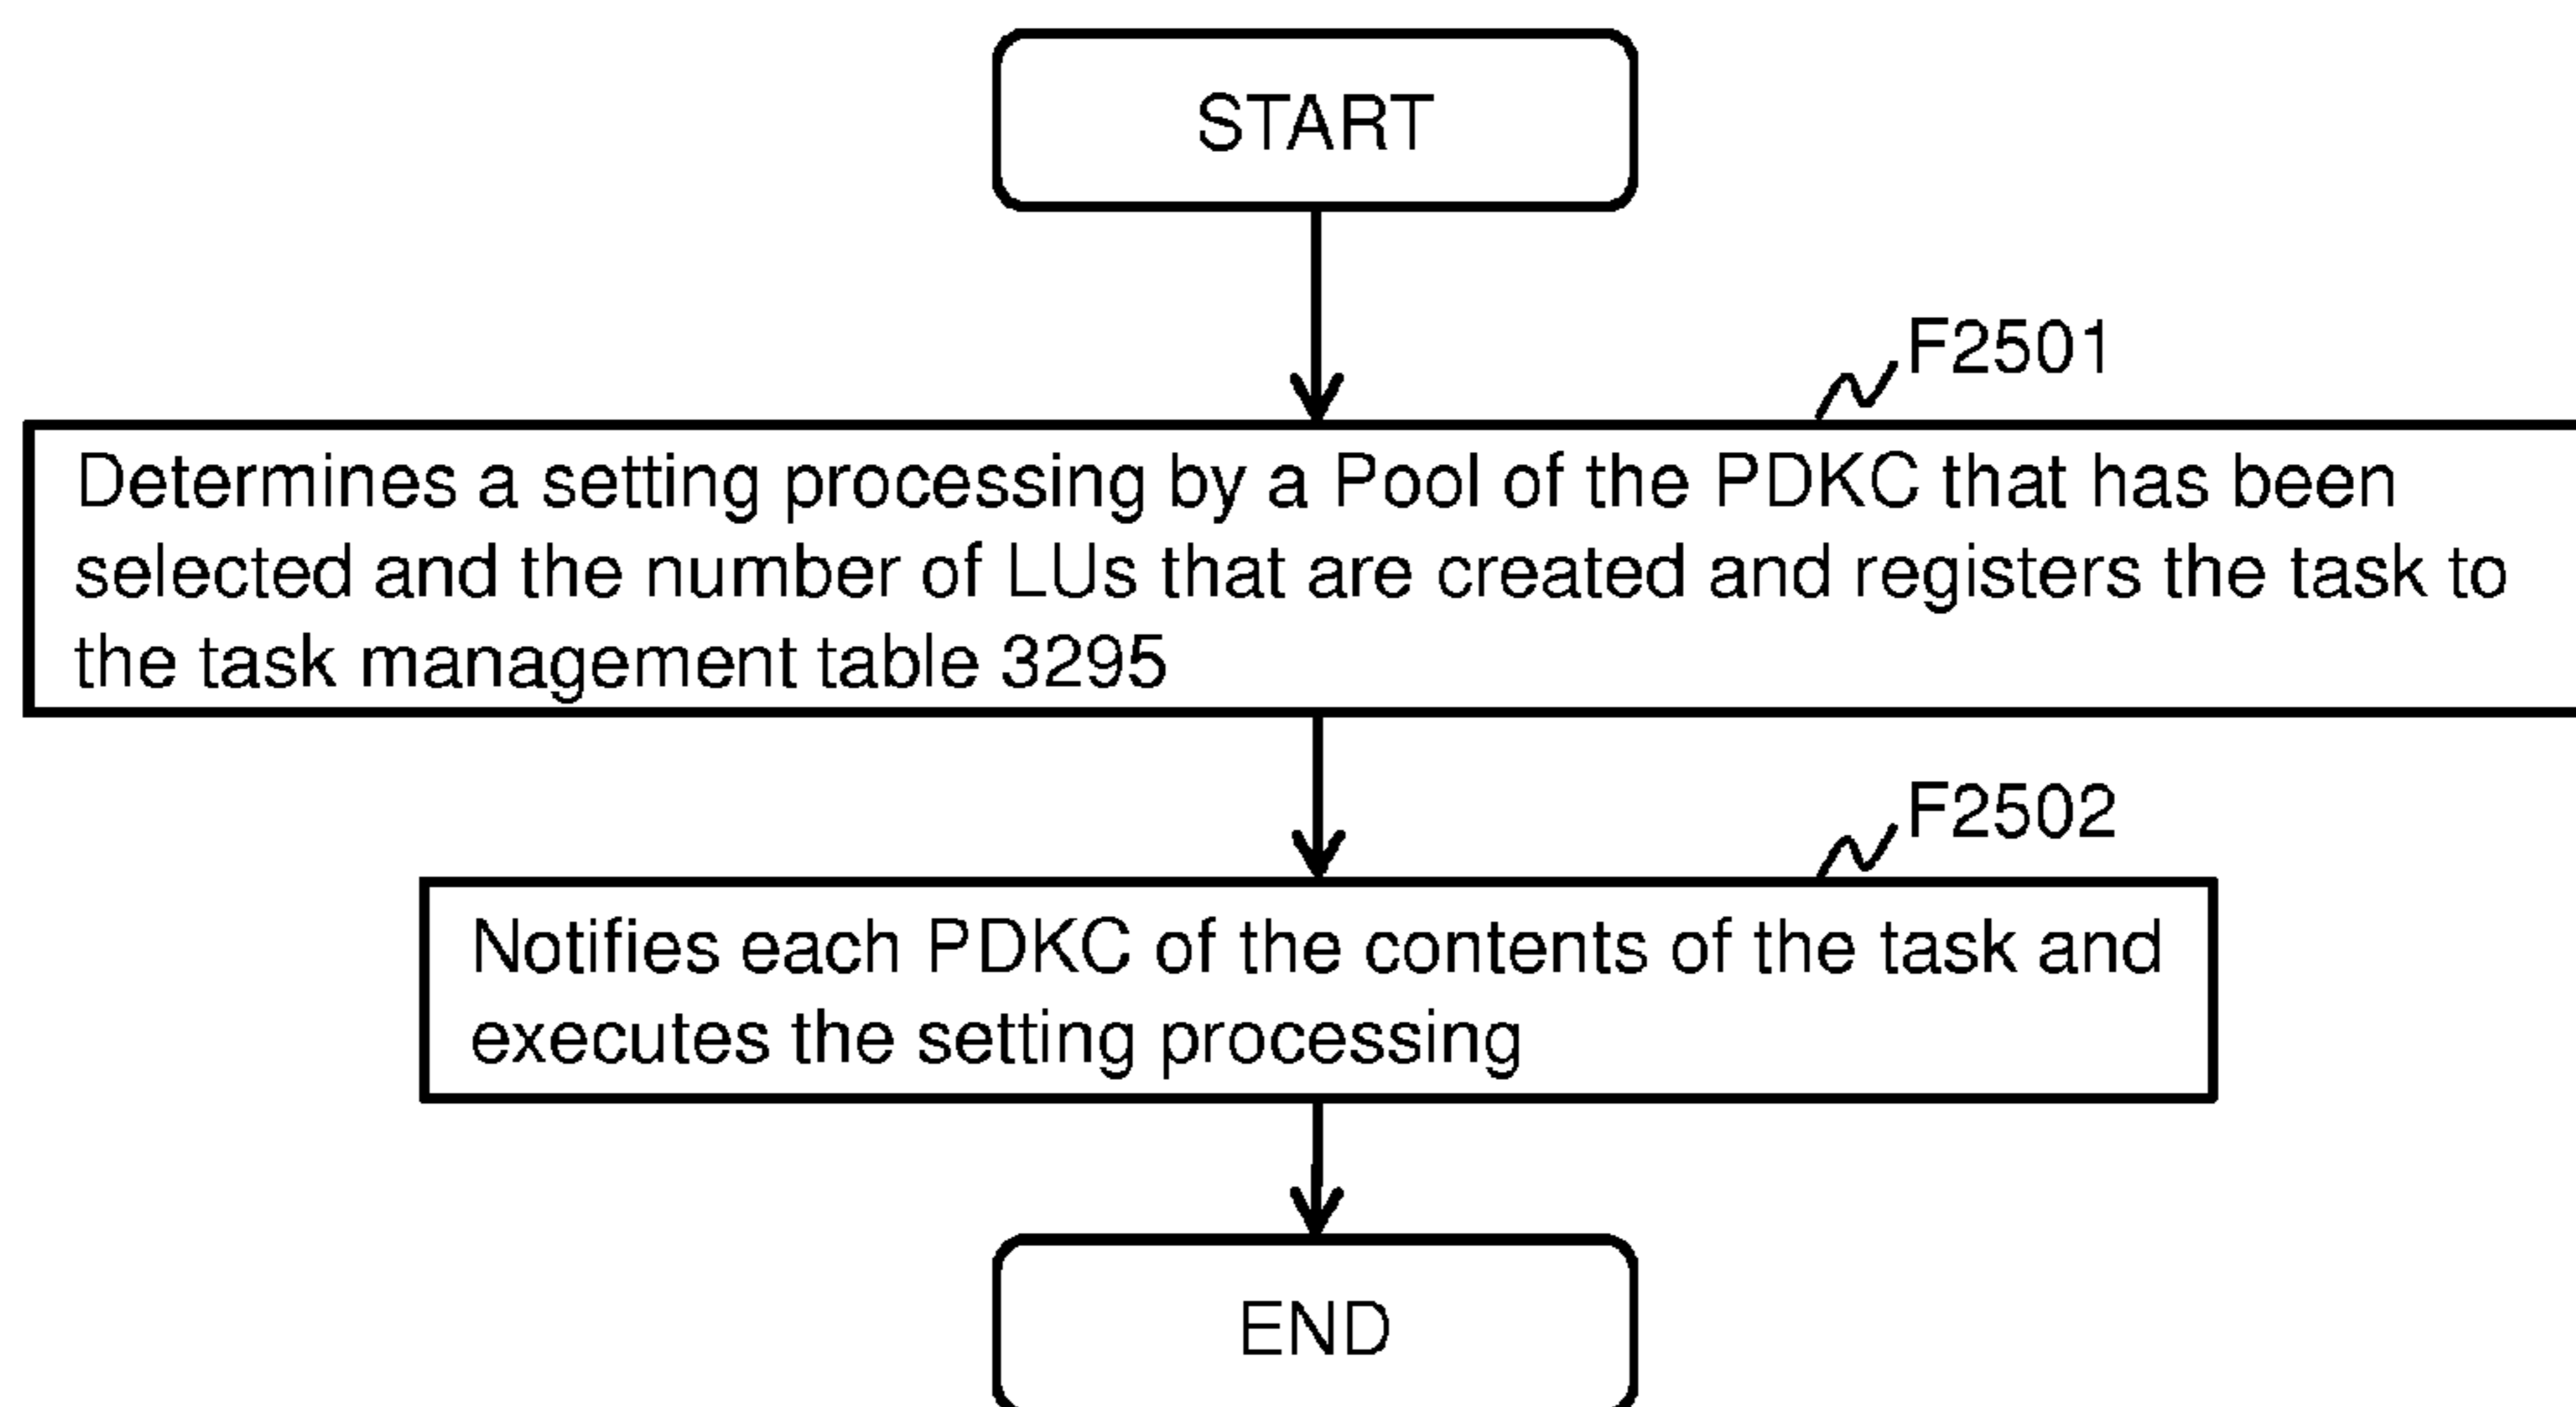 START
F2501
Determines a setting processing by a Pool of the PDKC that has been
selected and the number of LUs that are created and registers the task to
the task management table 3295
F2502
Notifies each PDKC of the contents of the task and
executes the setting processing
END